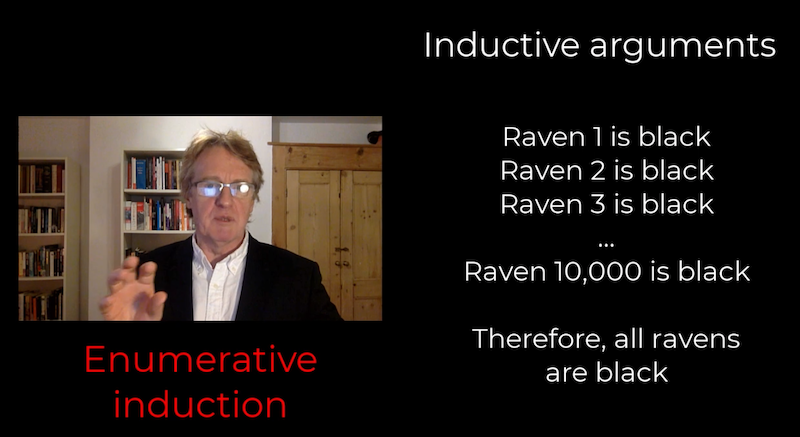 Inductive arguments
Raven 1 is black
Raven 2 is black
Raven 3 is black
...
Raven 10,000 is black
Therefore, all ravens
are black
Enumerative
induction